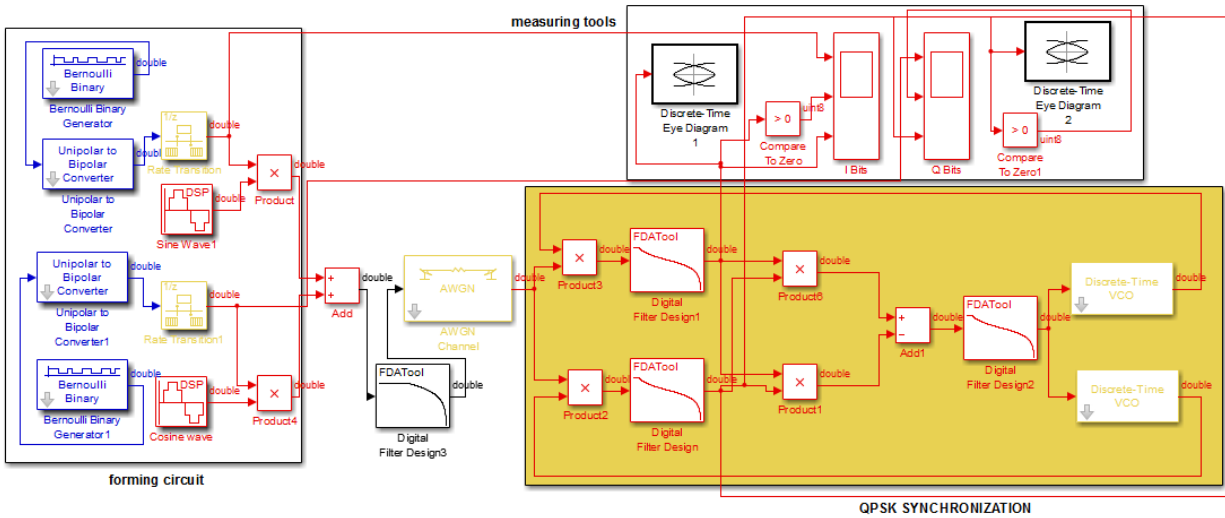 measuring tools
double
Bernoulli
Binary
Bernoulli Binary
Generator
Unipolar to
Bipolar
Converter
double
Unipolar to
Bipolar
Converter
1/z
double
Rate Transition
DSP
double
Sine Wave1
×
double
Product
Unipolar to
Bipolar
Converter
double
Unipolar to
Bipolar
Converter1
1/z
double
Rate Transition1
Bernoulli
Binary
double
Bernoulli Binary
Generator1
DSP
double
Cosine wave
×
double
Product4
forming circuit
+
+
double
Add
FDATool
double
Digital
Filter Design3
AWGN
double
AWGN
Channel
Discrete-Time
Eye Diagram
1
> 0
uint8
Compare
To Zero
I Bits
Q Bits
Discrete-Time
Eye Diagram
2
> 0
uint8
Compare
To Zero1
×
double
Product3
FDATool
double
Digital
Filter Design1
×
double
Product6
×
double
Product2
FDATool
double
Digital
Filter Design
×
double
Product1
+
−
double
Add1
FDATool
double
Digital
Filter Design2
Discrete-Time
VCO
double
Discrete-Time
VCO
double
QPSK SYNCHRONIZATION